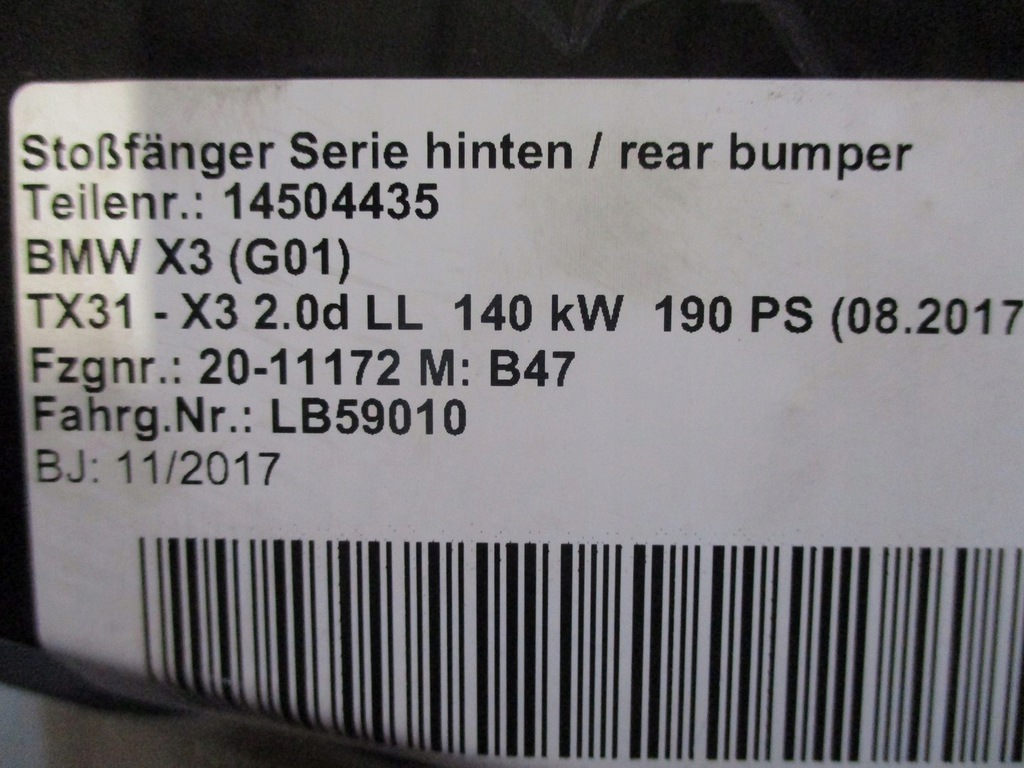 Stoßfänger Serie hinten / rear bumper
Teilenr.: 14504435
BMW X3 (G01)
TX31 - X3 2.0d LL 140 kW 190 PS (08.2017
Fzgnr.: 20-11172 M: B47
Fahrg.Nr.: LB59010
BJ: 11/2017